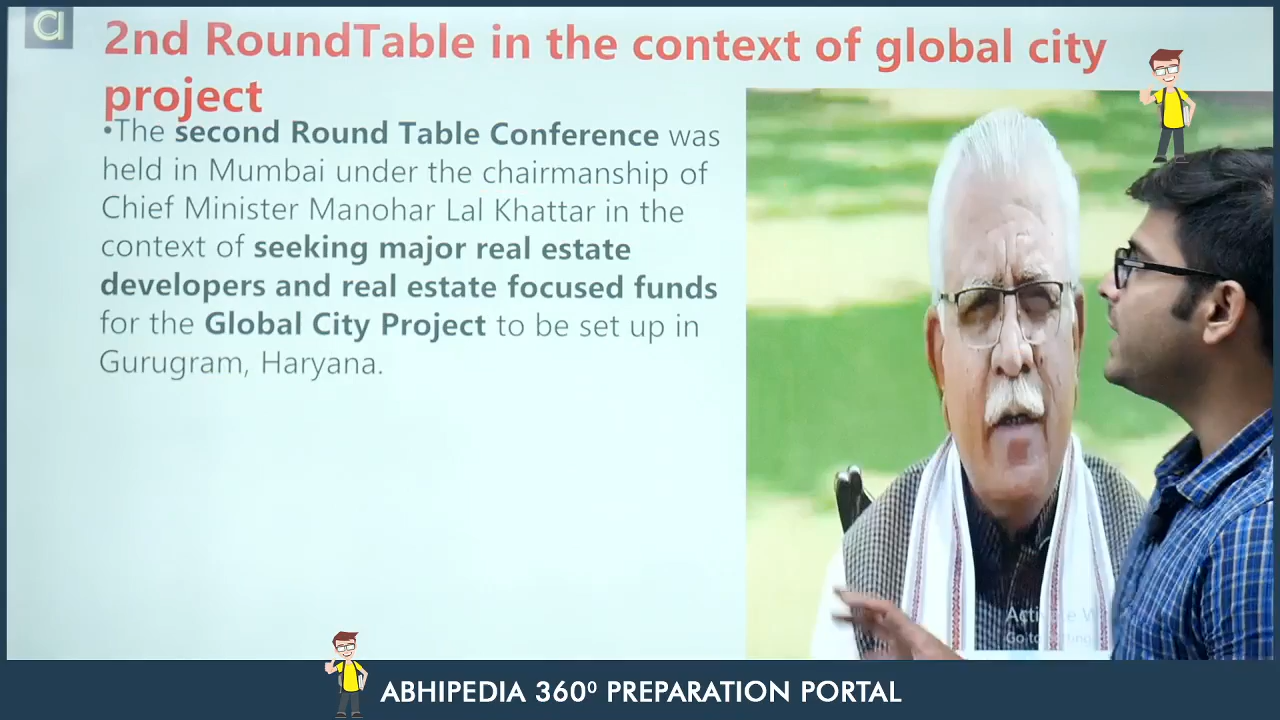 a
2nd RoundTable in the context of global city
project
•The second Round Table Conference was
held in Mumbai under the chairmanship of
Chief Minister Manohar Lal Khattar in the
context of seeking major real estate
developers and real estate focused funds
for the Global City Project to be set up in
Gurugram, Haryana.
Go to
ABHIPEDIA 360⁰ PREPARATION PORTAL